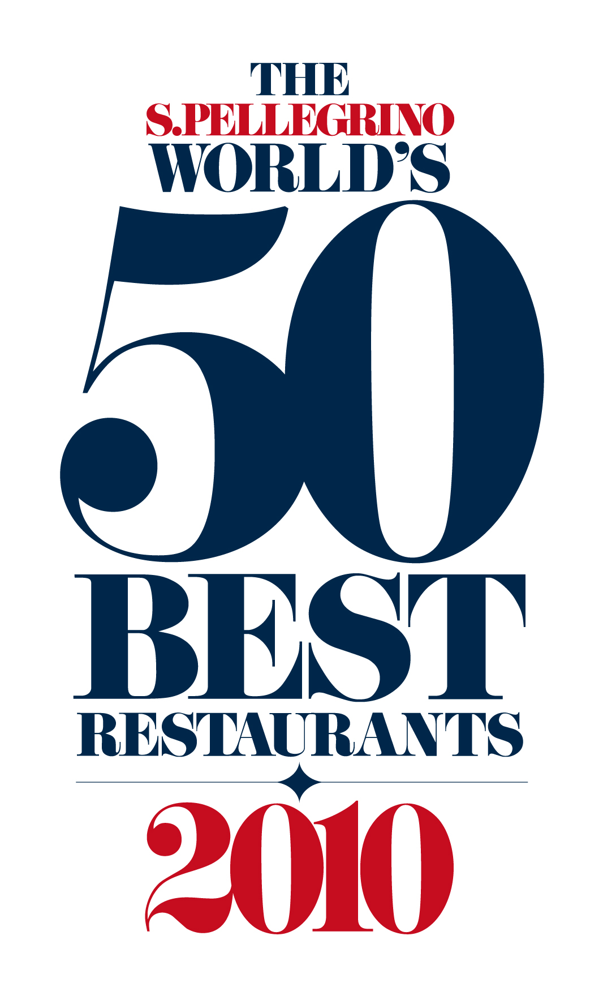 THE
S.PELLEGRINO
WORLD’S
50
BEST
RESTAURANTS
2010